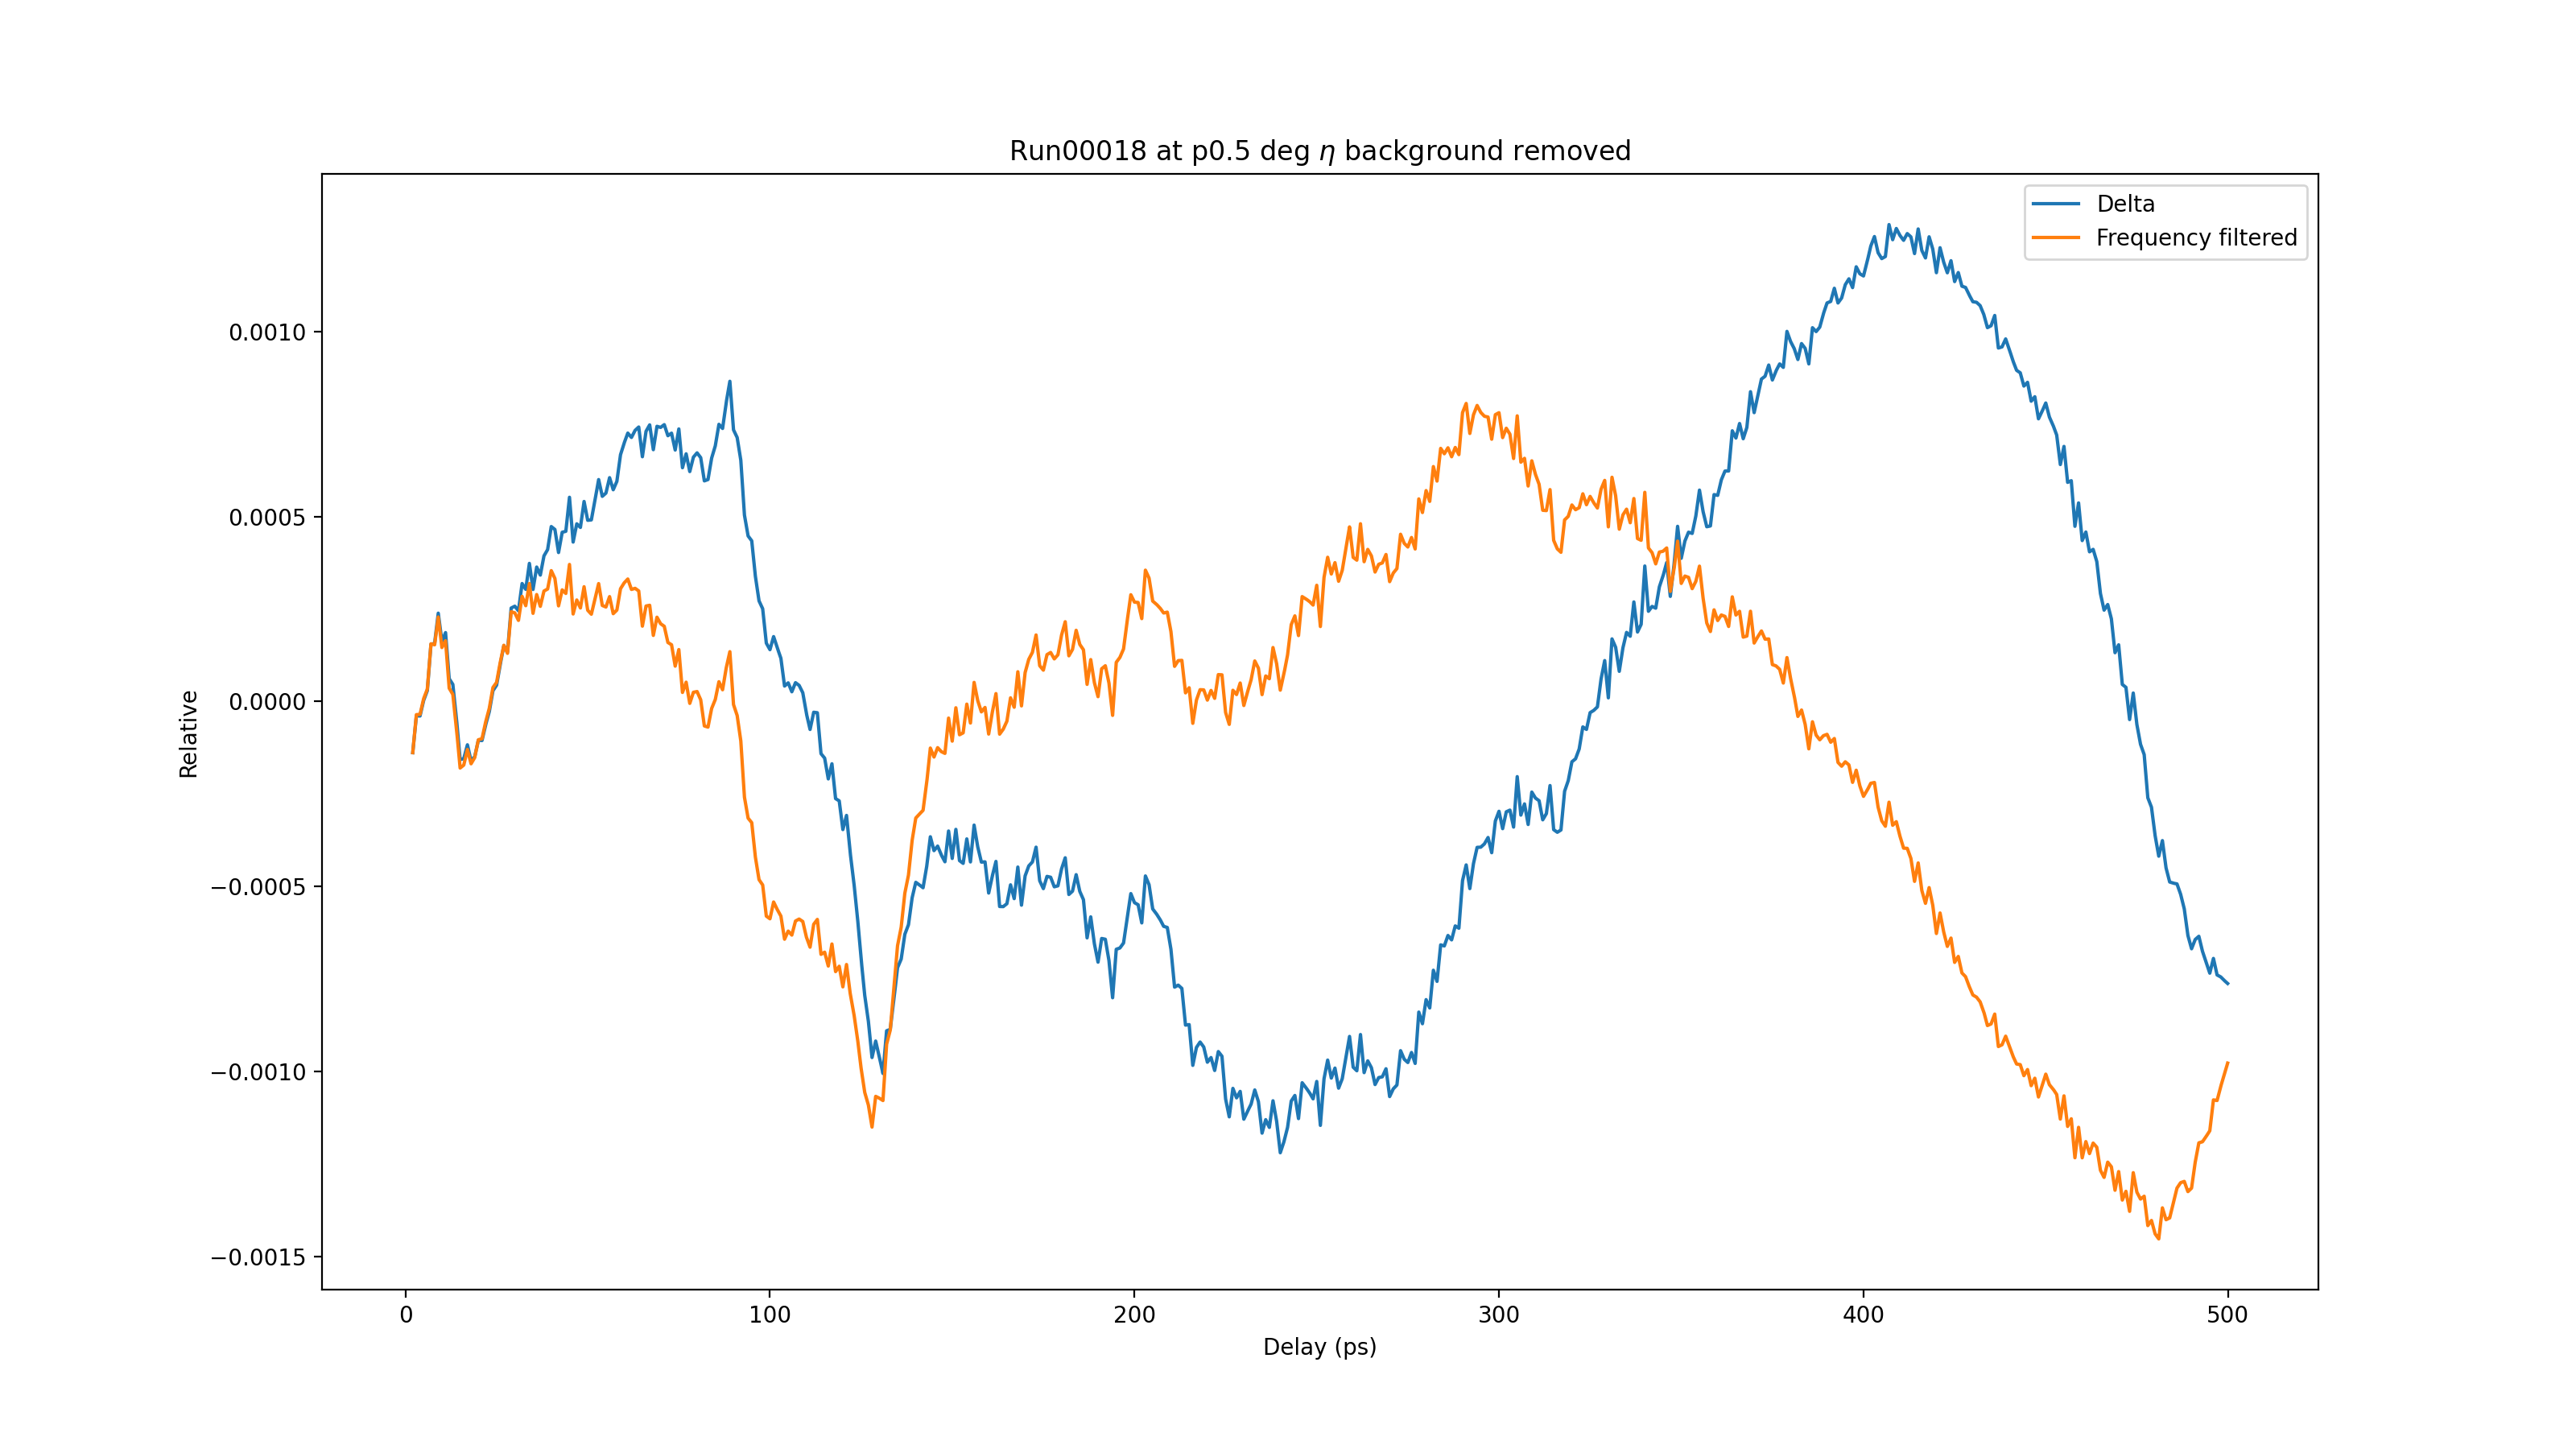 Run00018 at p0.5 deg η background removed
Delta
Frequency filtered
Relative
0.0010
0.0005
0.0000
−0.0005
−0.0010
−0.0015
0 100 200 300 400 500
Delay (ps)